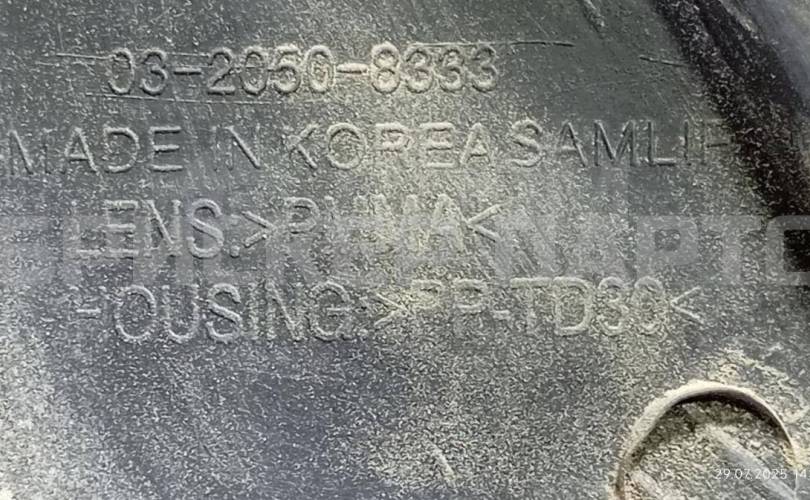 03-2050-8333
MADE IN KOREA SAMLIP
LENS:>PMMA<
HOUSING:>PP-TD30<
29.07.2025 14